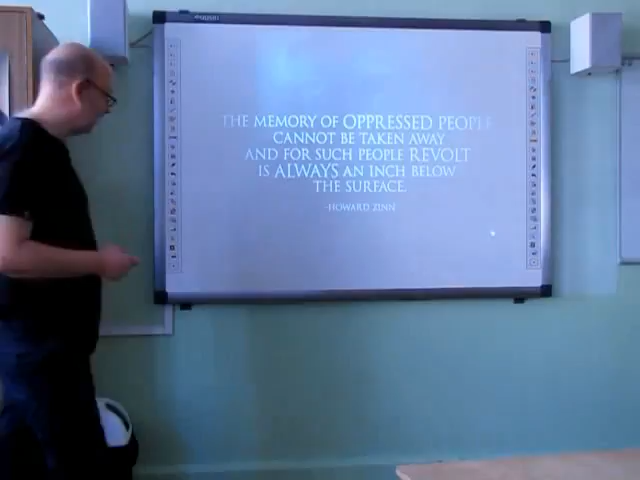 THE MEMORY OF OPPRESSED PEOPLE
CANNOT BE TAKEN AWAY
AND FOR SUCH PEOPLE REVOLT
IS ALWAYS AN INCH BELOW
THE SURFACE.
-HOWARD ZINN